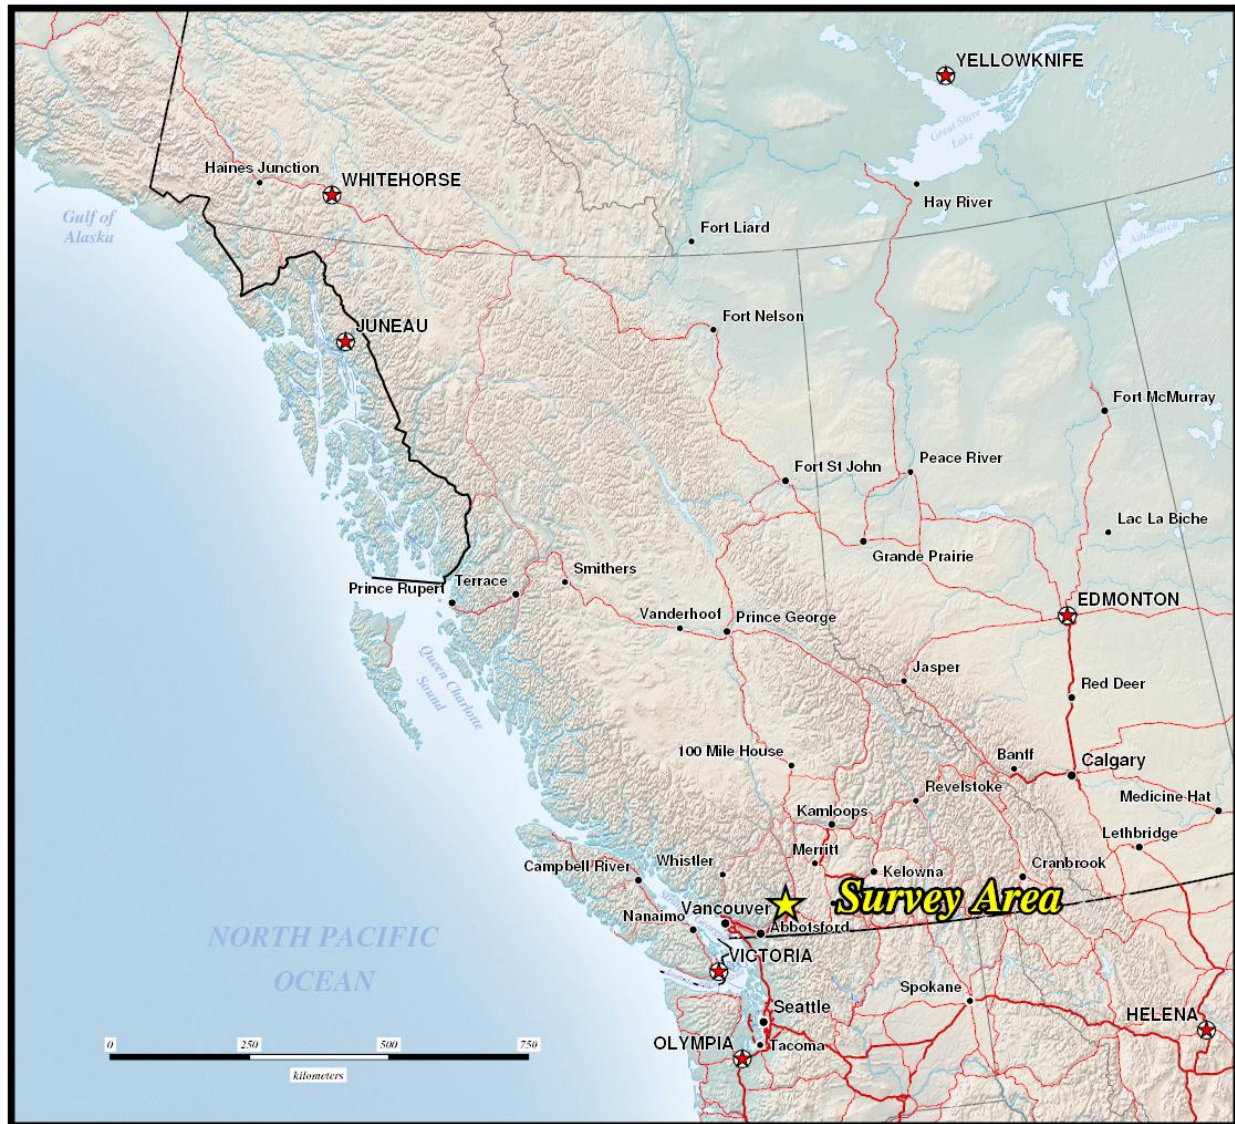 YELLOWKNIFE
Great Slave
Lake
Haines Junction
WHITEHORSE
Hay River
Gulf of
Alaska
Fort Liard
Lake Athabasca
Fort Nelson
JUNEAU
Fort McMurray
Peace River
Fort St John
Lac La Biche
Grande Prairie
Smithers
Terrace
Prince Rupert
EDMONTON
Vanderhoof
Prince George
Queen Charlotte
Sound
Jasper
Red Deer
100 Mile House
Banff
Calgary
Revelstoke
Medicine Hat
Kamloops
Lethbridge
Merritt
Whistler
Campbell River
Kelowna
Cranbrook
Survey Area
Vancouver
Nanaimo
Abbotsford
NORTH PACIFIC
OCEAN
VICTORIA
Spokane
Seattle
HELENA
OLYMPIA
Tacoma
0 250 500 750
kilometers